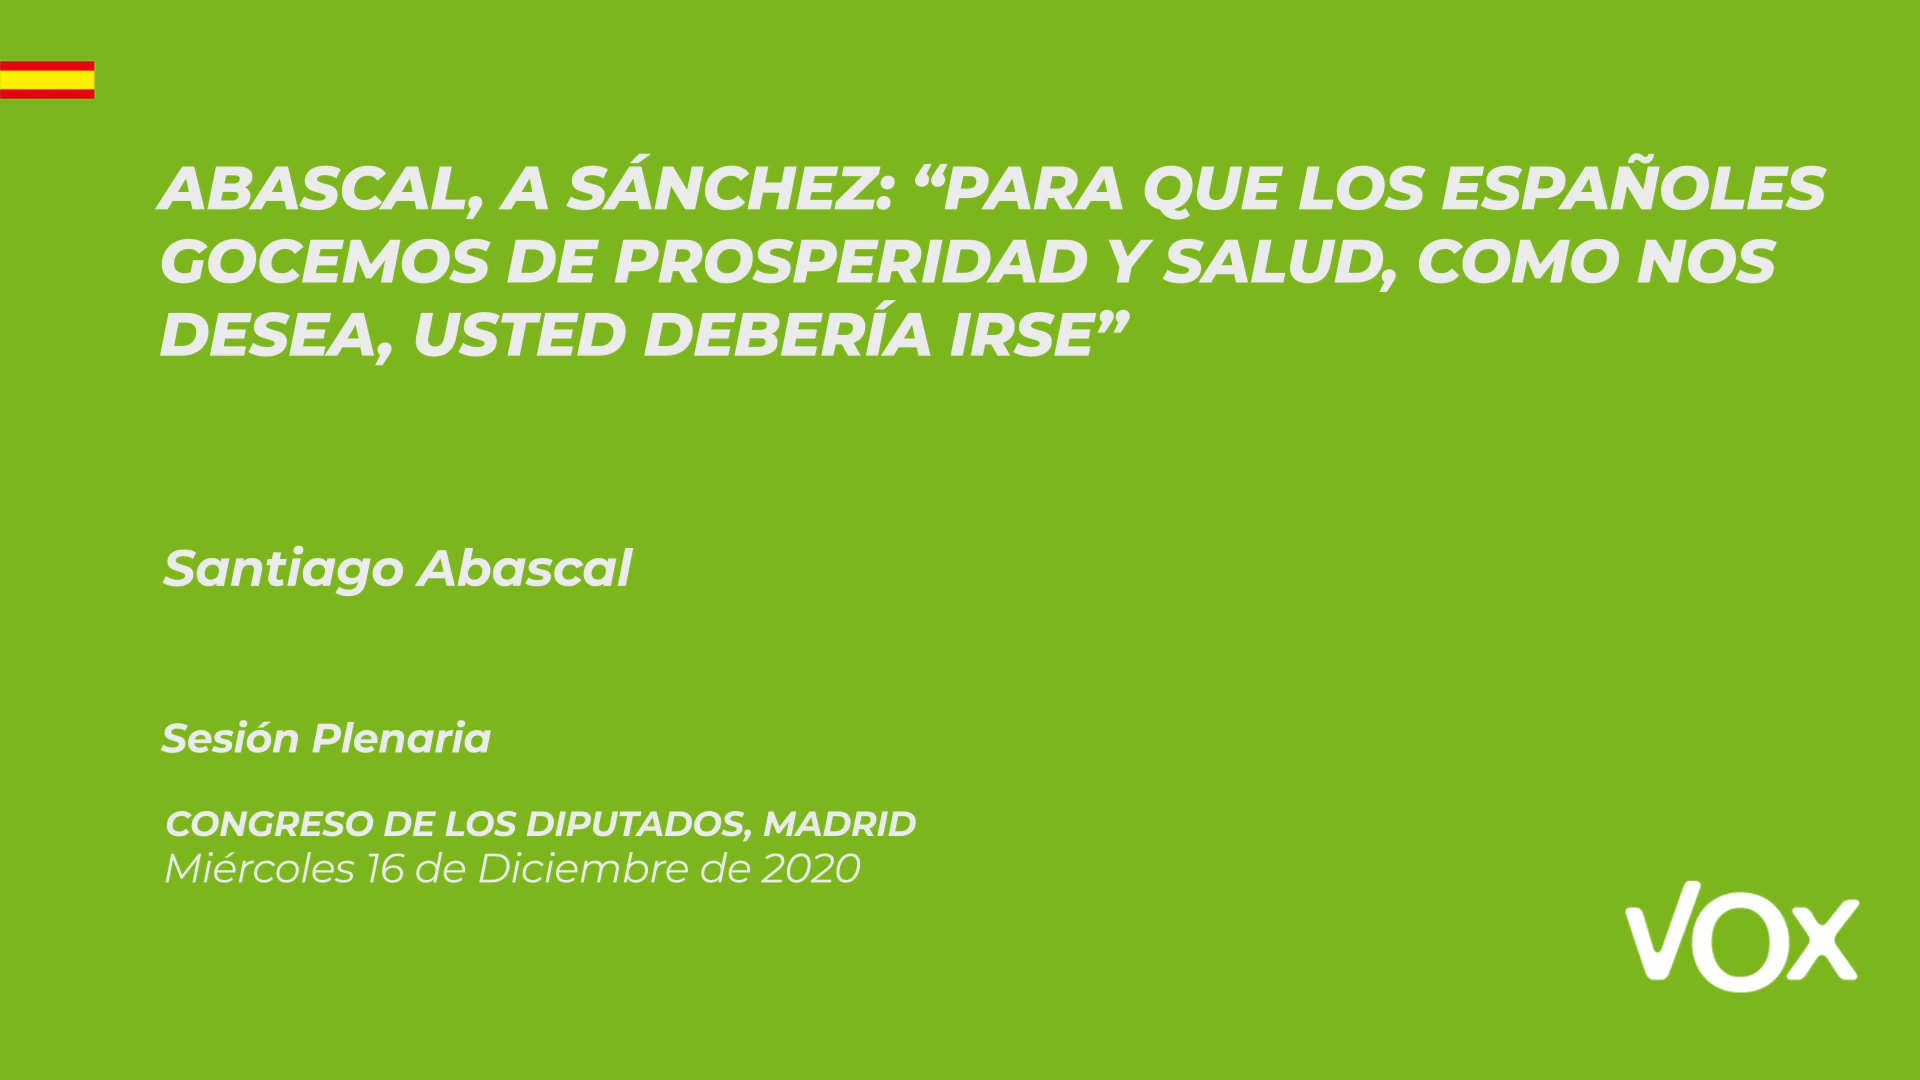 ABASCAL, A SÁNCHEZ: “PARA QUE LOS ESPAÑOLES
GOCEMOS DE PROSPERIDAD Y SALUD, COMO NOS
DESEA, USTED DEBERÍA IRSE”
Santiago Abascal
Sesión Plenaria
CONGRESO DE LOS DIPUTADOS, MADRID
Miércoles 16 de Diciembre de 2020
VOX